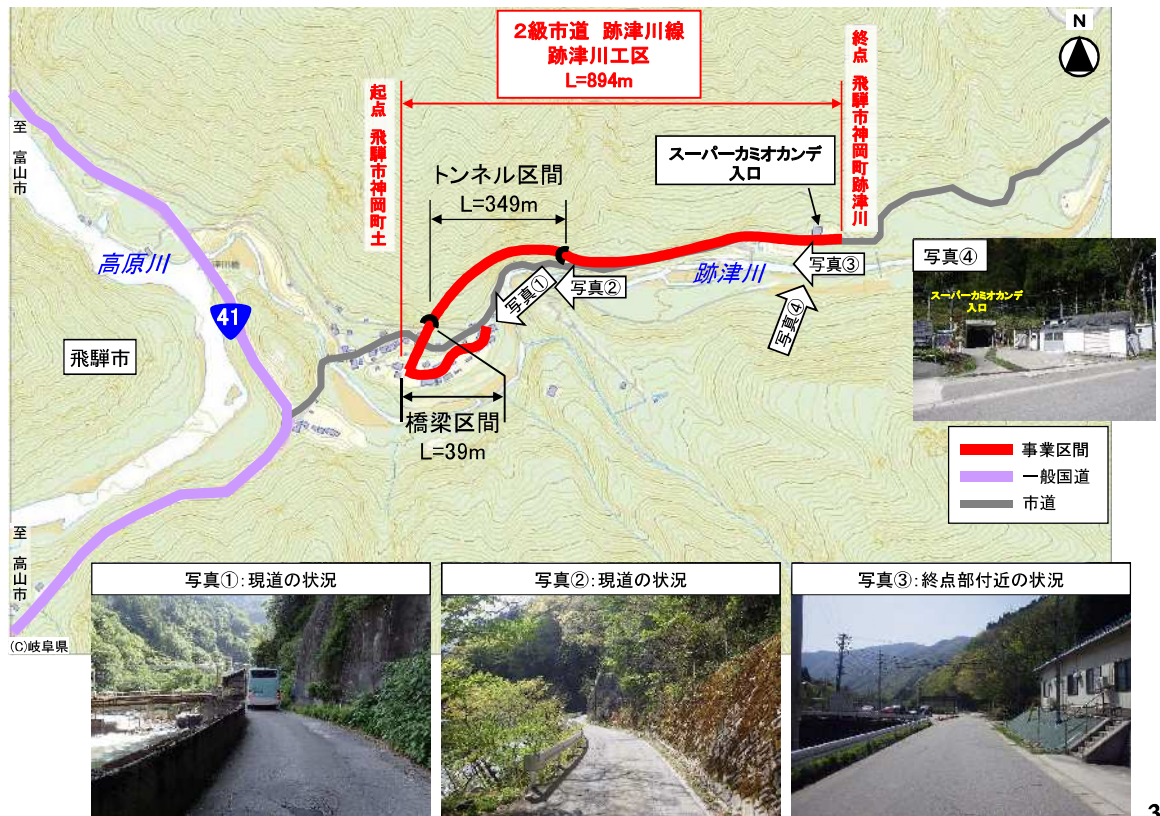 2級市道 跡津川線
跡津川工区
L=894m
N
起点 飛騨市神岡町土
終点 飛騨市神岡町跡津川
至 富山市
スーパーカミオカンデ
入口
トンネル区間
L=349m
高原川
跡津川
写真①
写真②
写真③
写真④
41
飛騨市
橋梁区間
L=39m
写真④
スーパーカミオカンデ
入口
事業区間
一般国道
市道
至 高山市
(C)岐阜県
写真①:現道の状況
写真②:現道の状況
写真③:終点部付近の状況
3